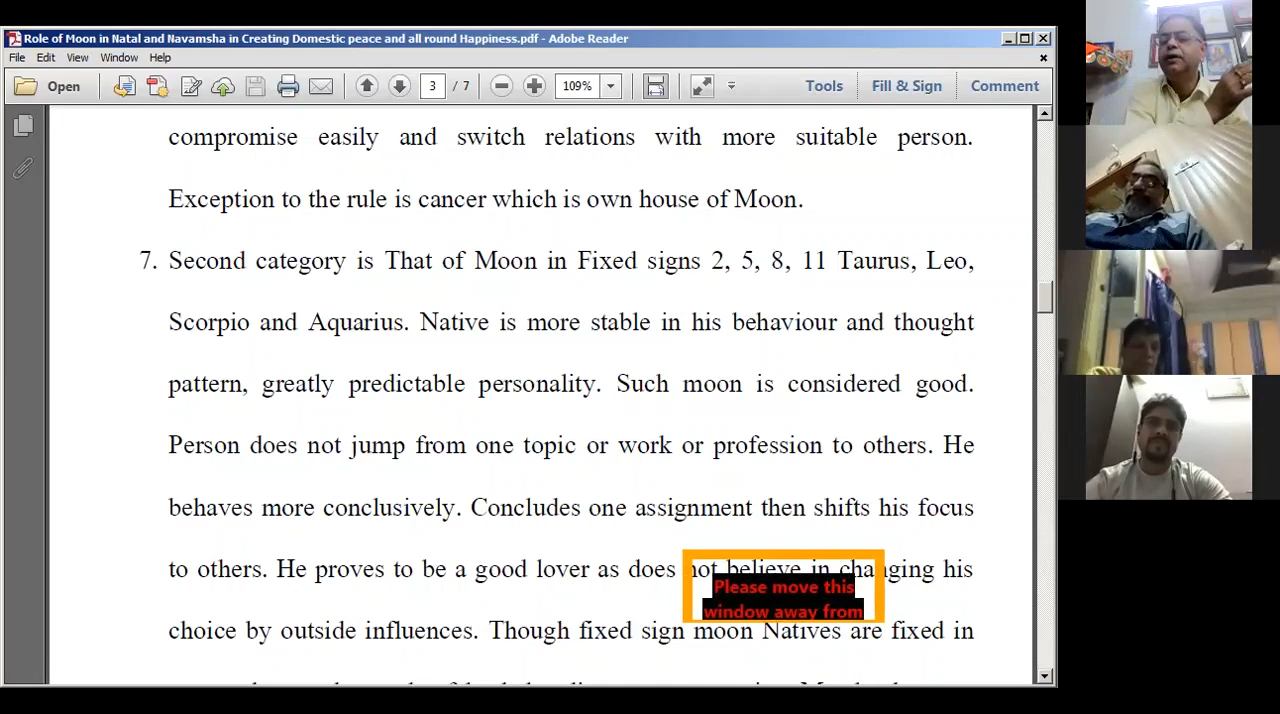 Role of Moon in Natal and Navamsha in Creating Domestic peace and all round Happiness.pdf - Adobe Reader
File Edit View Window Help
Open 3 / 7 109% Tools Fill & Sign Comment
compromise easily and switch relations with more suitable person.
Exception to the rule is cancer which is own house of Moon.
7. Second category is That of Moon in Fixed signs 2, 5, 8, 11 Taurus, Leo,
Scorpio and Aquarius. Native is more stable in his behaviour and thought
pattern, greatly predictable personality. Such moon is considered good.
Person does not jump from one topic or work or profession to others. He
behaves more conclusively. Concludes one assignment then shifts his focus
to others. He proves to be a good lover as does not believe in changing his
Please move this
window away from
choice by outside influences. Though fixed sign moon Natives are fixed in